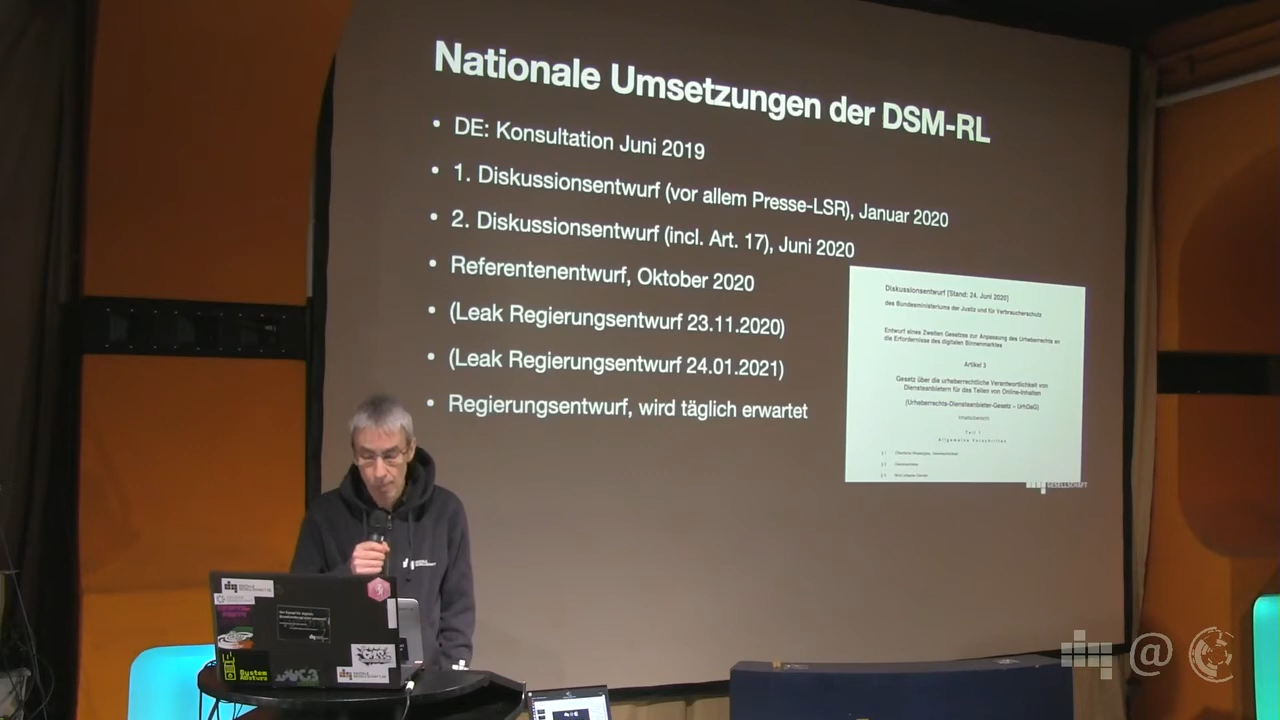 Nationale Umsetzungen der DSM-RL
• DE: Konsultation Juni 2019
• 1. Diskussionsentwurf (vor allem Presse-LSR), Januar 2020
• 2. Diskussionsentwurf (incl. Art. 17), Juni 2020
• Referentenentwurf, Oktober 2020
• (Leak Regierungsentwurf 23.11.2020)
• (Leak Regierungsentwurf 24.01.2021)
• Regierungsentwurf, wird täglich erwartet
Diskussionsentwurf [Stand: 24. Juni 2020]
des Bundesministeriums der Justiz und für Verbraucherschutz
Entwurf eines Zweiten Gesetzes zur Anpassung des Urheberrechts an
die Erfordernisse des digitalen Binnenmarktes
Artikel 3
Gesetz über die urheberrechtliche Verantwortlichkeit von
Diensteanbietern für das Teilen von Online-Inhalten
(Urheberrechts-Diensteanbieter-Gesetz – UrhDaG)
Inhaltsübersicht
Teil 1
Allgemeine Vorschriften
GESELLSCHAFT
System
@